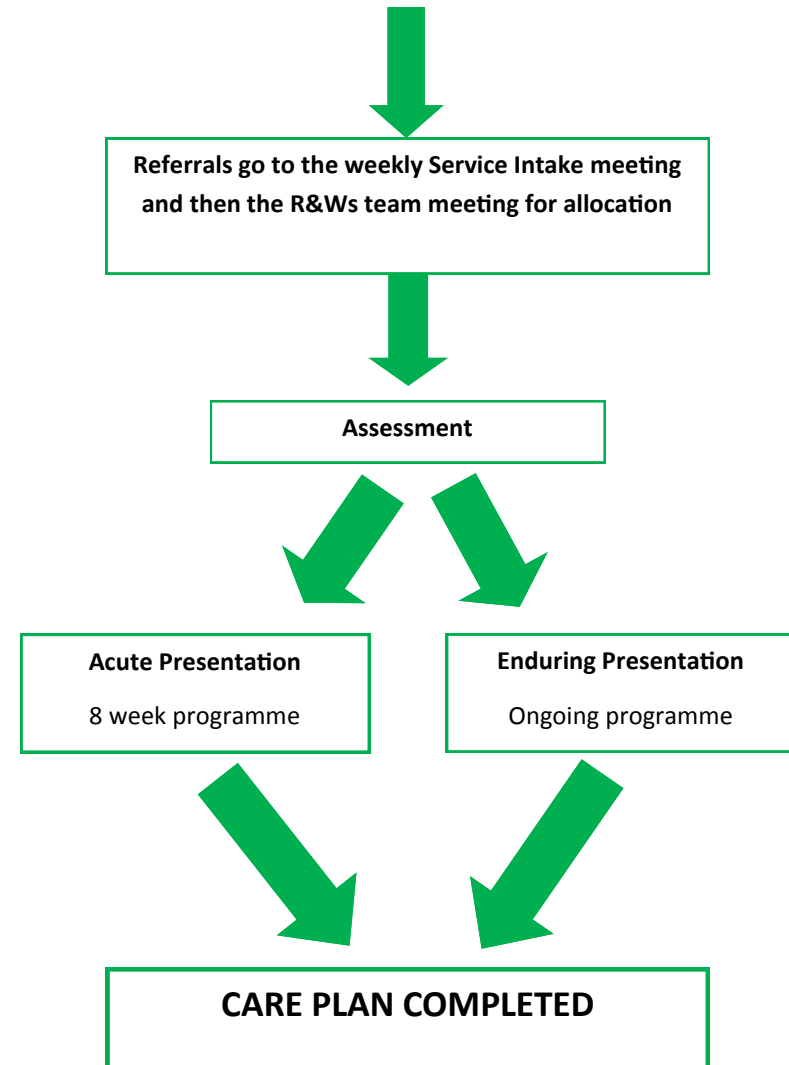 Referrals go to the weekly Service Intake meeting
and then the R&Ws team meeting for allocation
Assessment
Acute Presentation
8 week programme
Enduring Presentation
Ongoing programme
CARE PLAN COMPLETED